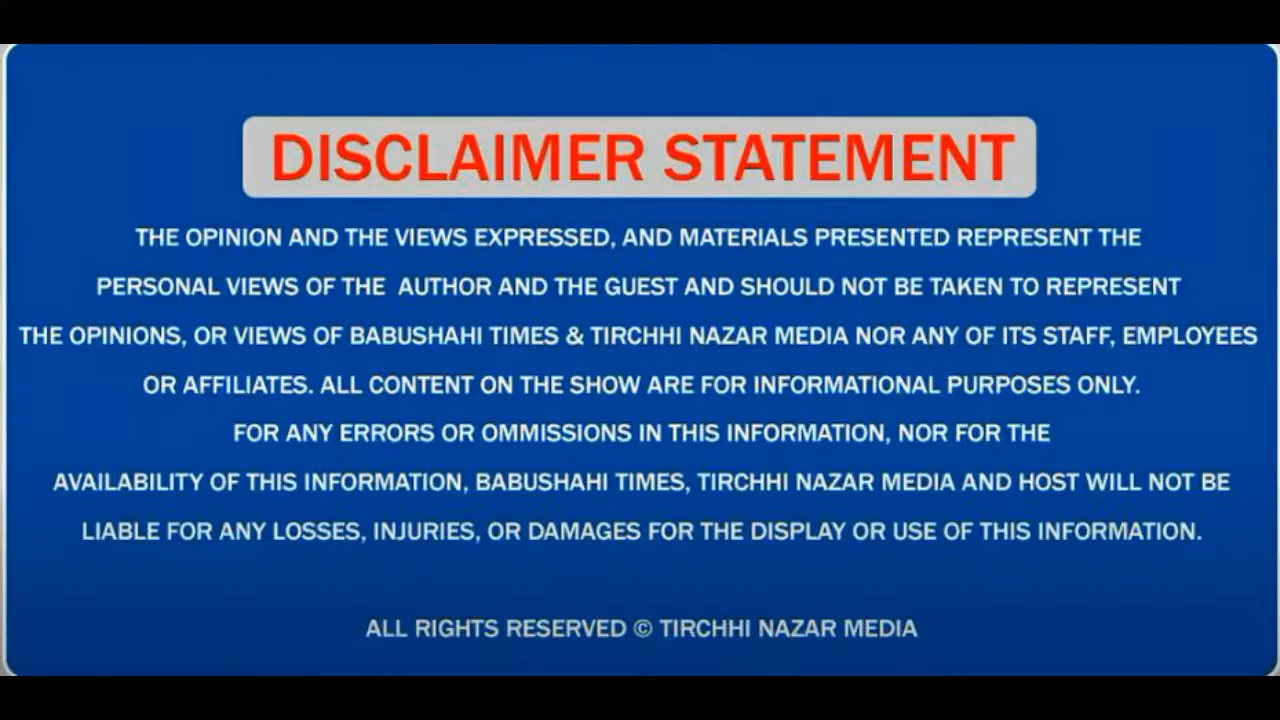 DISCLAIMER STATEMENT
THE OPINION AND THE VIEWS EXPRESSED, AND MATERIALS PRESENTED REPRESENT THE
PERSONAL VIEWS OF THE AUTHOR AND THE GUEST AND SHOULD NOT BE TAKEN TO REPRESENT
THE OPINIONS, OR VIEWS OF BABUSHAHI TIMES & TIRCHHI NAZAR MEDIA NOR ANY OF ITS STAFF, EMPLOYEES
OR AFFILIATES. ALL CONTENT ON THE SHOW ARE FOR INFORMATIONAL PURPOSES ONLY.
FOR ANY ERRORS OR OMMISSIONS IN THIS INFORMATION, NOR FOR THE
AVAILABILITY OF THIS INFORMATION, BABUSHAHI TIMES, TIRCHHI NAZAR MEDIA AND HOST WILL NOT BE
LIABLE FOR ANY LOSSES, INJURIES, OR DAMAGES FOR THE DISPLAY OR USE OF THIS INFORMATION.
ALL RIGHTS RESERVED © TIRCHHI NAZAR MEDIA